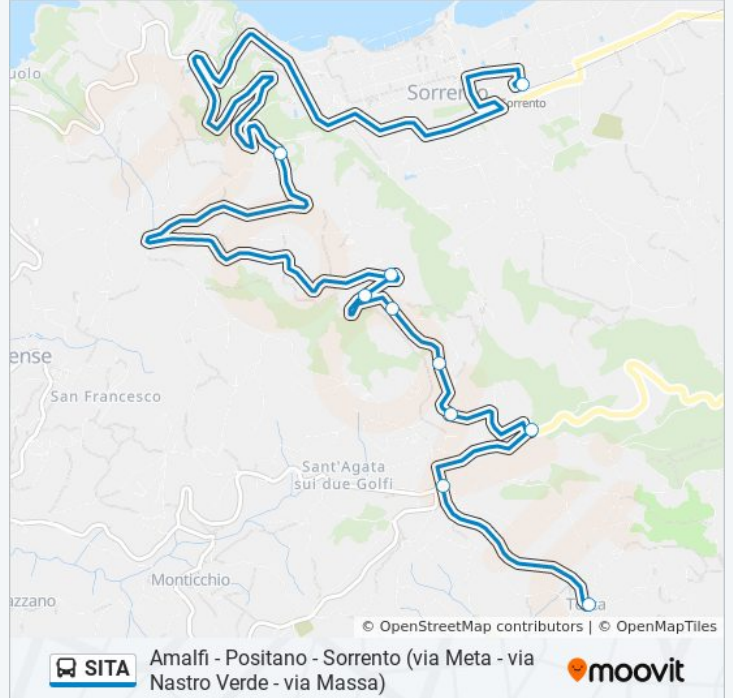 uolo
Sorrento
Sorrento
ense
San Francesco
Sant'Agata
sui due Golfi
Monticchio
azzano
© OpenStreetMap contributors | © OpenMapTiles
SITA
Amalfi - Positano - Sorrento (via Meta - via
Nastro Verde - via Massa)
moovit